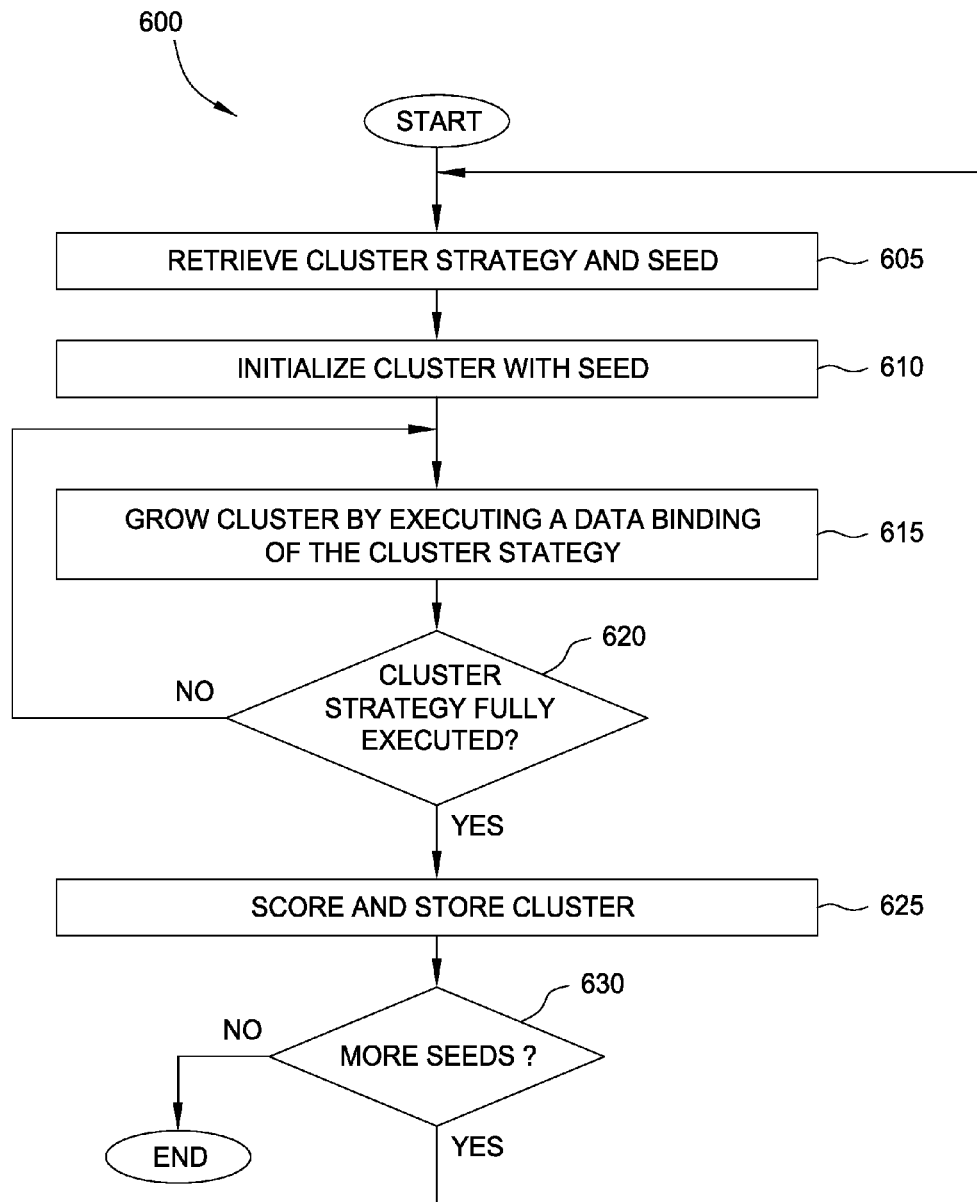 600
START
RETRIEVE CLUSTER STRATEGY AND SEED
605
INITIALIZE CLUSTER WITH SEED
610
GROW CLUSTER BY EXECUTING A DATA BINDING
OF THE CLUSTER STATEGY
615
620
CLUSTER
STRATEGY FULLY
EXECUTED?
NO
YES
SCORE AND STORE CLUSTER
625
630
NO
MORE SEEDS ?
END
YES